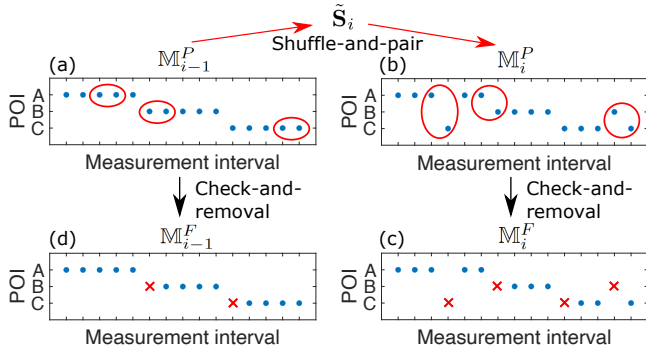 S̃ᵢ
Shuffle-and-pair
(a) 𝕄ᴾᵢ₋₁
(b) 𝕄ᴾᵢ
POI
A
B
C
POI
A
B
C
Measurement interval
Measurement interval
Check-and-
removal
Check-and-
removal
(d) 𝕄ᶠᵢ₋₁
(c) 𝕄ᶠᵢ
POI
A
B
C
POI
A
B
C
Measurement interval
Measurement interval